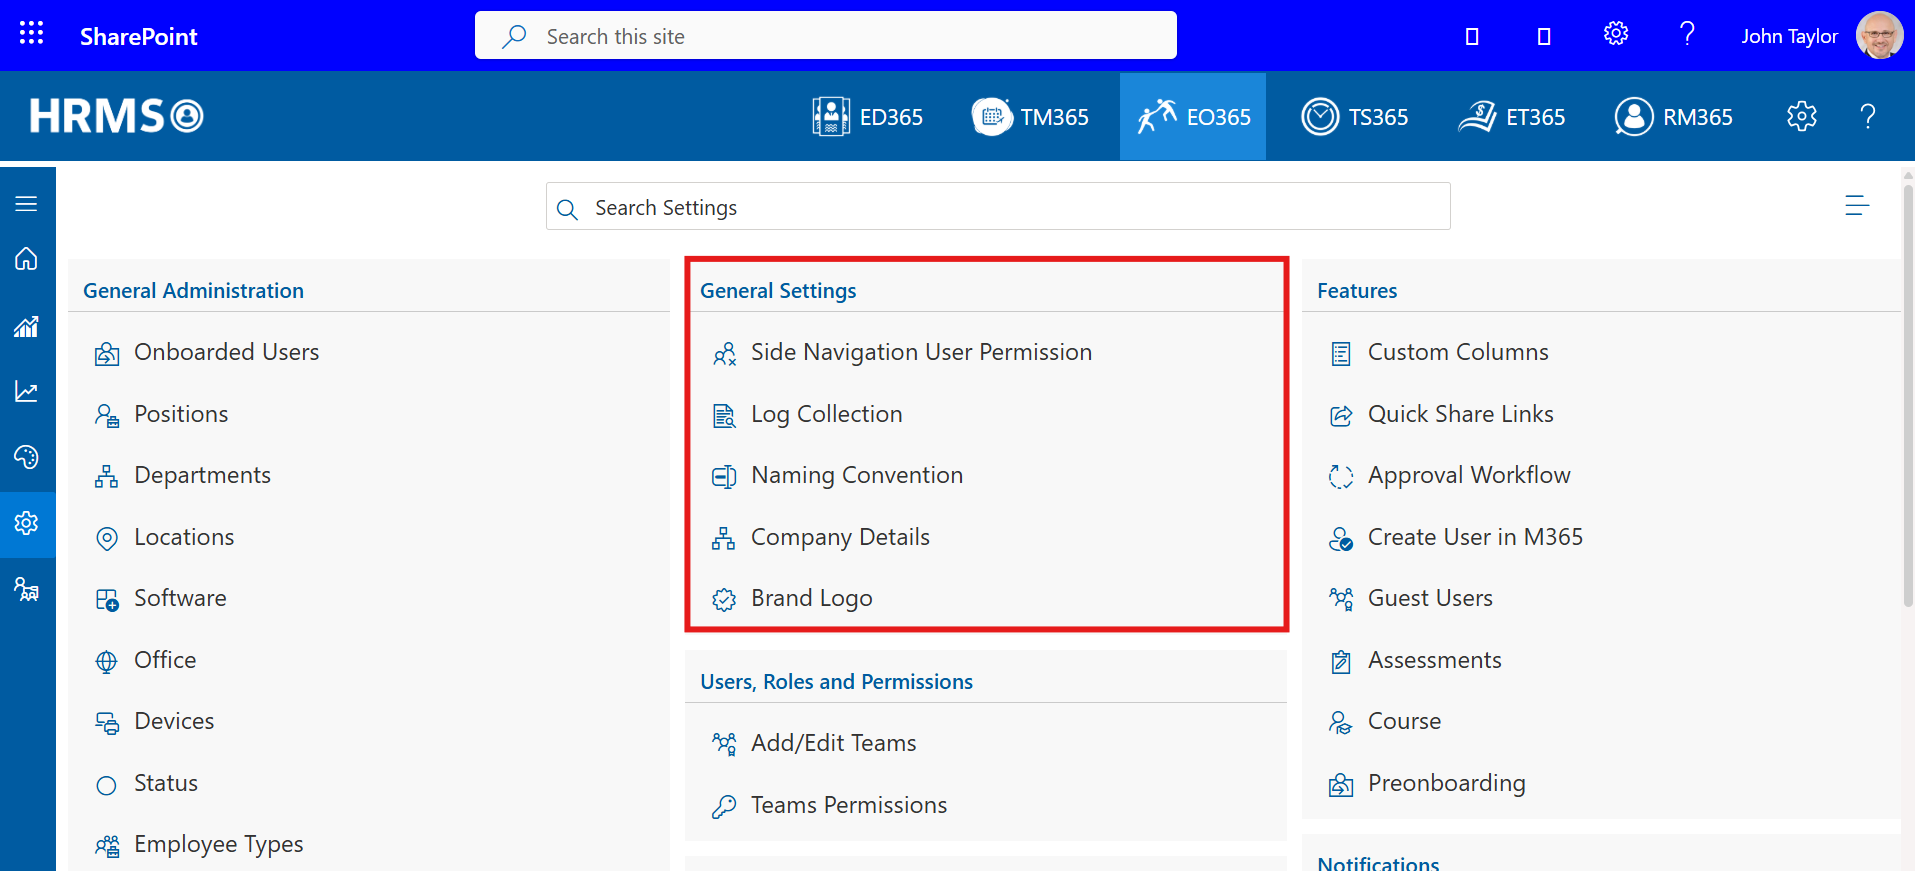 SharePoint
Search this site
John Taylor
HRMS
ED365
TM365
EO365
TS365
ET365
RM365
Search Settings
General Administration
Onboarded Users
Positions
Departments
Locations
Software
Office
Devices
Status
Employee Types
General Settings
Side Navigation User Permission
Log Collection
Naming Convention
Company Details
Brand Logo
Users, Roles and Permissions
Add/Edit Teams
Teams Permissions
Features
Custom Columns
Quick Share Links
Approval Workflow
Create User in M365
Guest Users
Assessments
Course
Preonboarding
Notifications